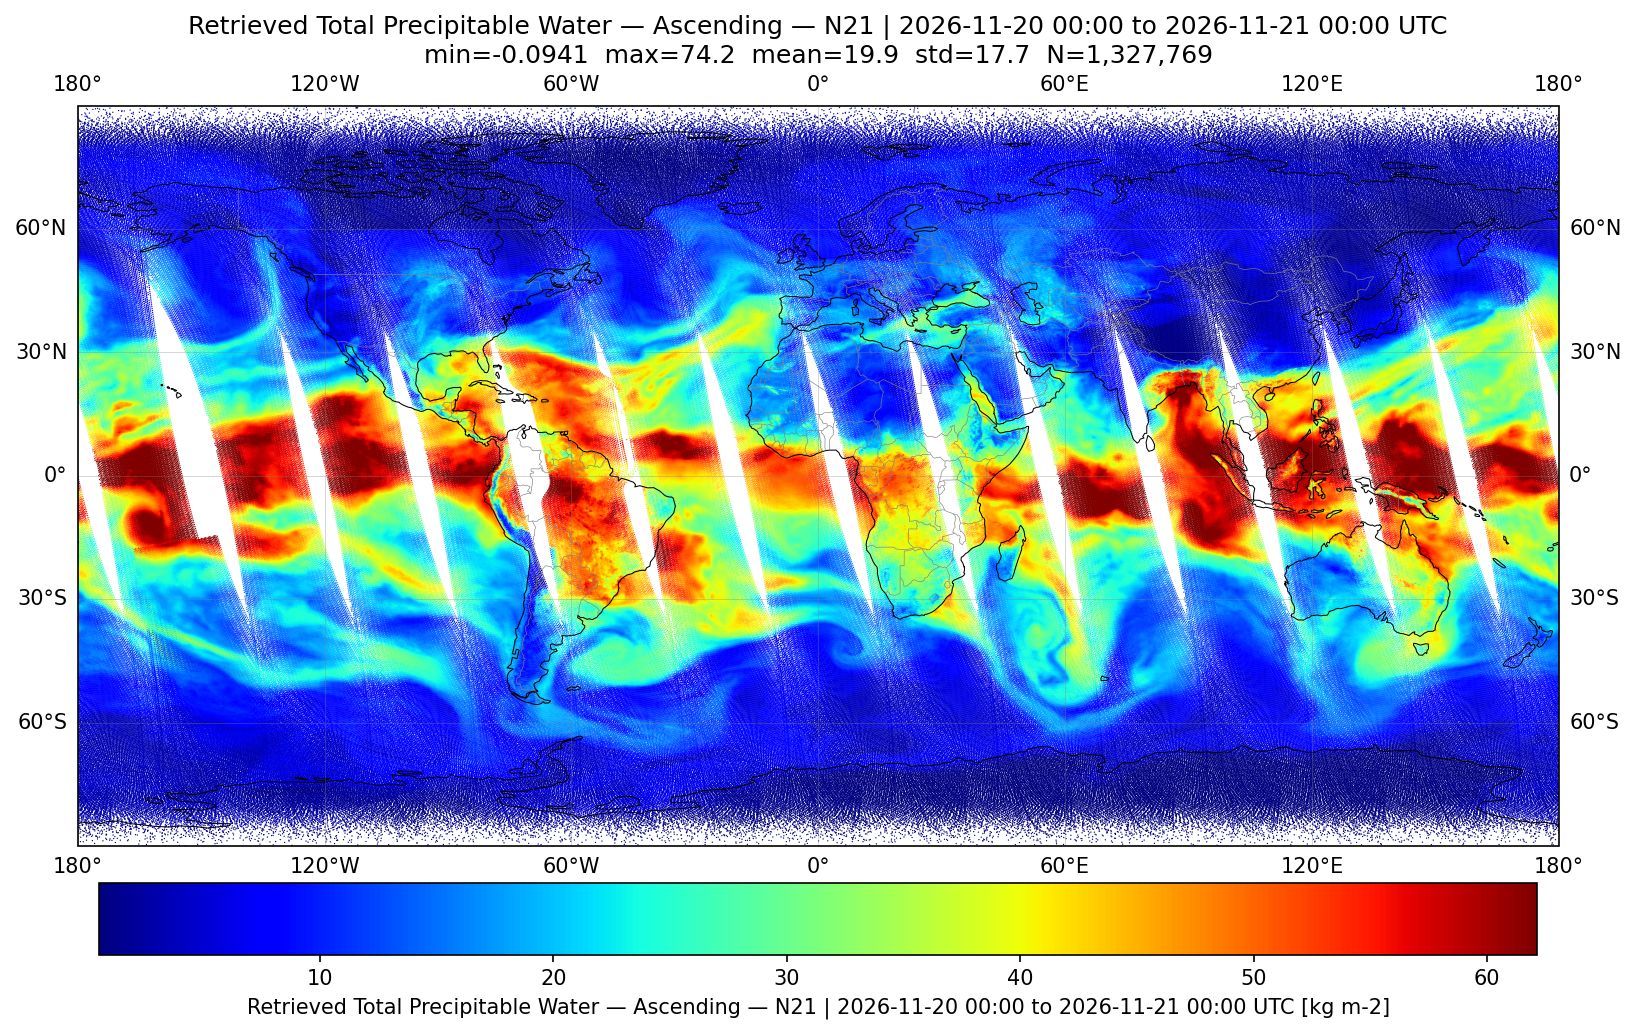 Retrieved Total Precipitable Water — Ascending — N21 | 2026-11-20 00:00 to 2026-11-21 00:00 UTC
min=-0.0941 max=74.2 mean=19.9 std=17.7 N=1,327,769
180° 120°W 60°W 0° 60°E 120°E 180°
60°N 60°N
30°N 30°N
0° 0°
30°S 30°S
60°S 60°S
180° 120°W 60°W 0° 60°E 120°E 180°
10 20 30 40 50 60
Retrieved Total Precipitable Water — Ascending — N21 | 2026-11-20 00:00 to 2026-11-21 00:00 UTC [kg m-2]